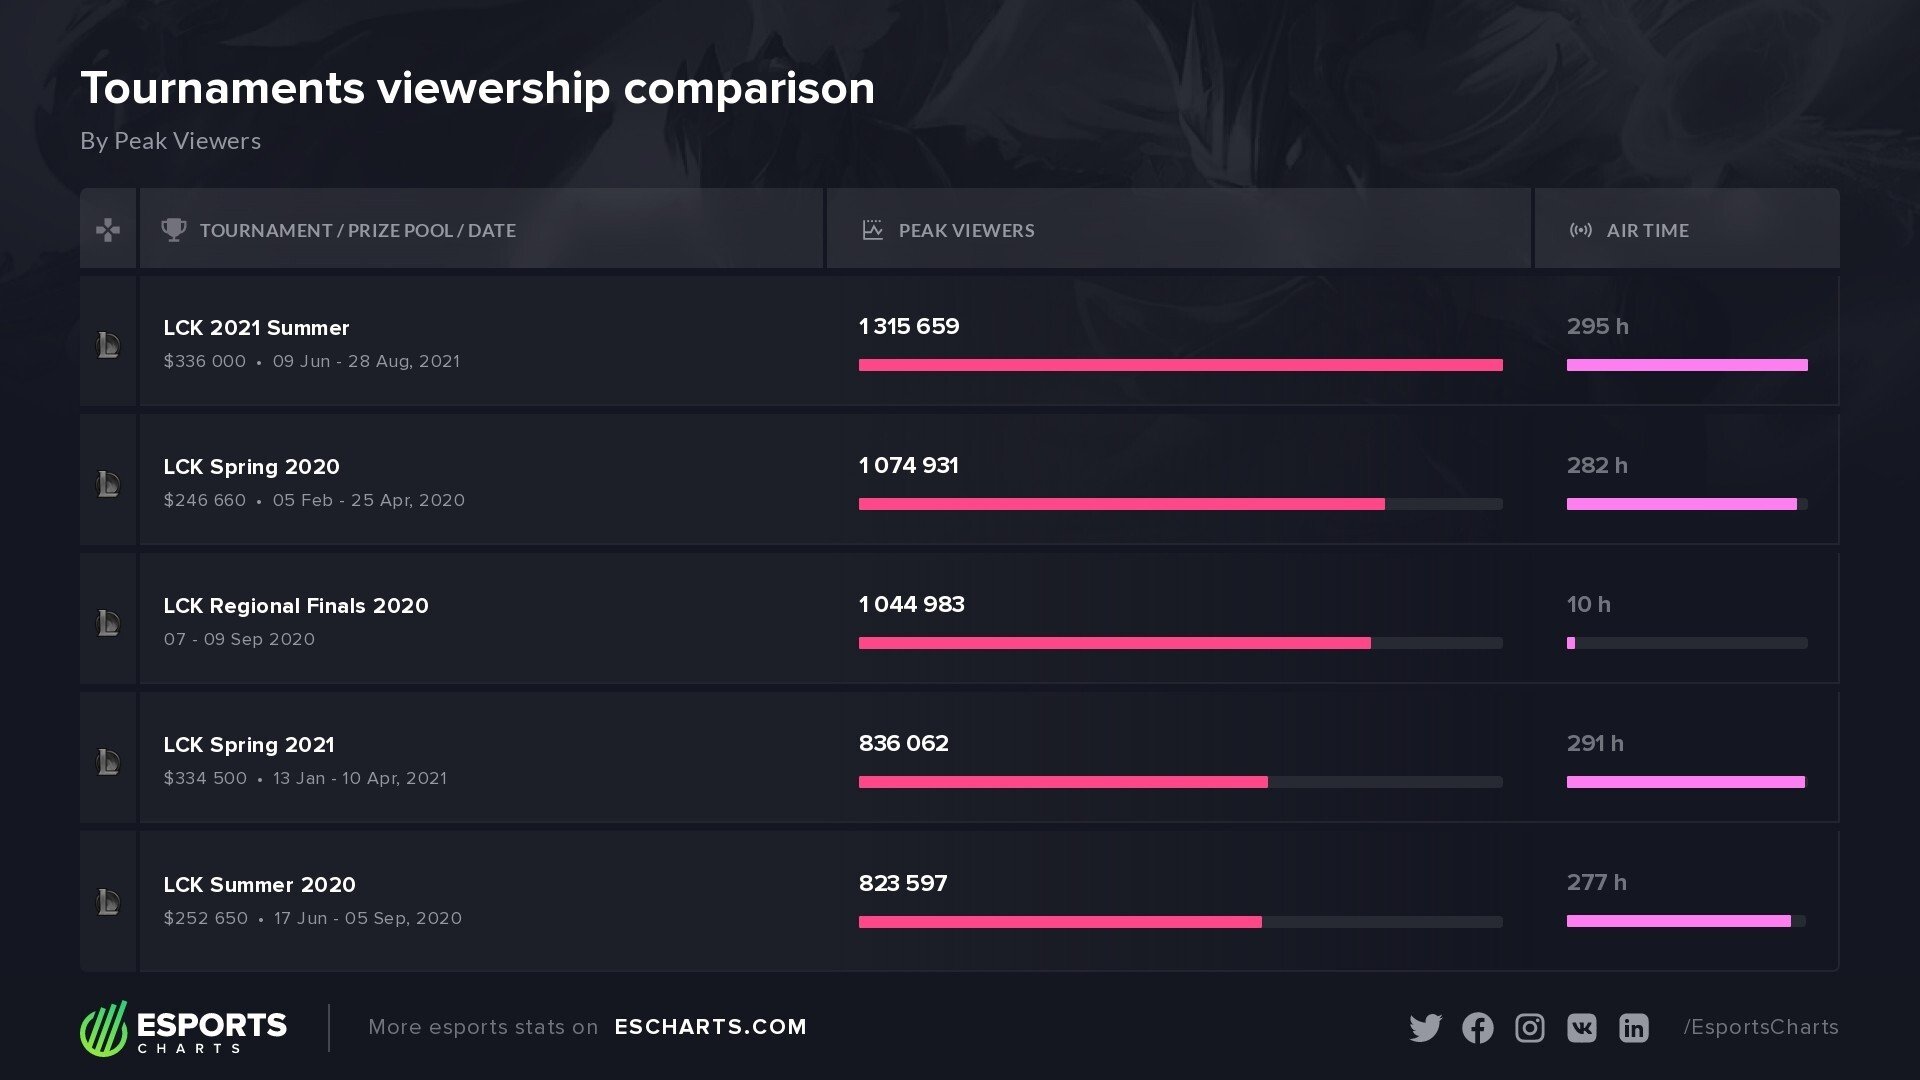 Tournaments viewership comparison
By Peak Viewers
TOURNAMENT / PRIZE POOL / DATE
PEAK VIEWERS
AIR TIME
LCK 2021 Summer
1 315 659
295 h
$336 000 • 09 Jun - 28 Aug, 2021
LCK Spring 2020
1 074 931
282 h
$246 660 • 05 Feb - 25 Apr, 2020
LCK Regional Finals 2020
1 044 983
10 h
07 - 09 Sep 2020
LCK Spring 2021
836 062
291 h
$334 500 • 13 Jan - 10 Apr, 2021
LCK Summer 2020
823 597
277 h
$252 650 • 17 Jun - 05 Sep, 2020
ESPORTS
CHARTS
More esports stats on ESCHARTS.COM
/EsportsCharts